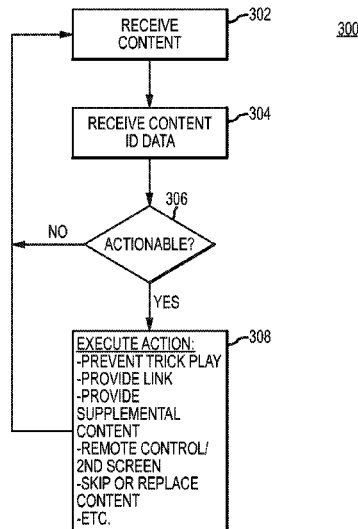 RECEIVE
CONTENT
302
300
RECEIVE CONTENT
ID DATA
304
306
ACTIONABLE?
NO
YES
308
EXECUTE ACTION:
-PREVENT TRICK PLAY
-PROVIDE LINK
-PROVIDE
SUPPLEMENTAL
CONTENT
-REMOTE CONTROL/
2ND SCREEN
-SKIP OR REPLACE
CONTENT
-ETC.